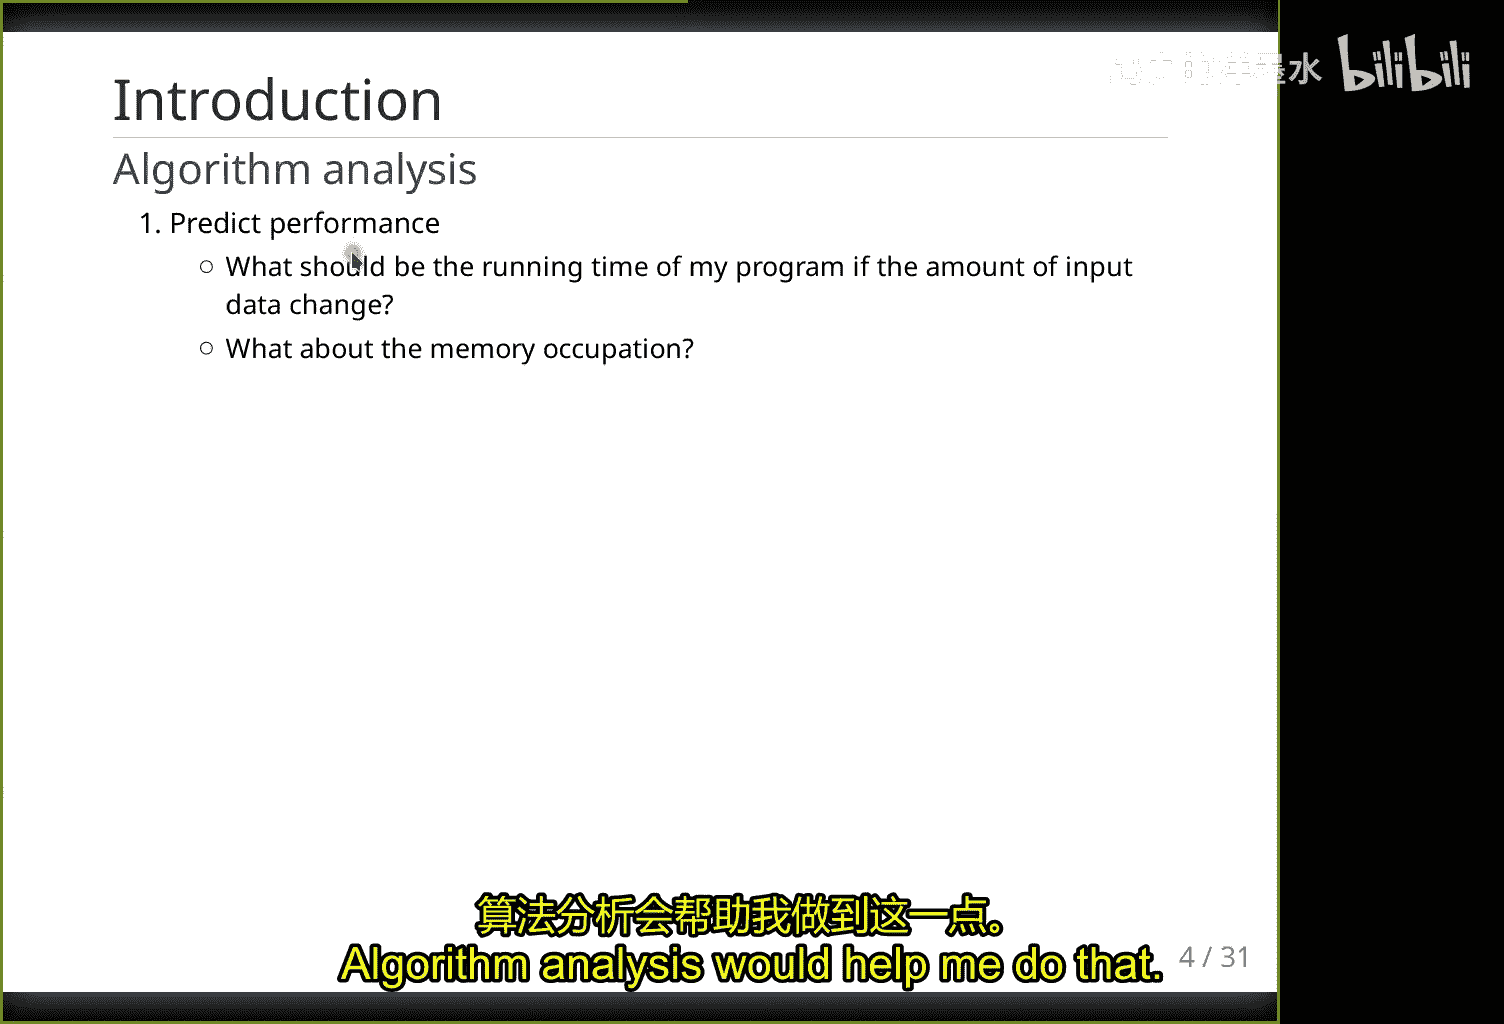 水 bilibili
Introduction
Algorithm analysis
1. Predict performance
What should be the running time of my program if the amount of input
data change?
What about the memory occupation?
算法分析会帮助我做到这一点。
Algorithm analysis would help me do that.
4 / 31